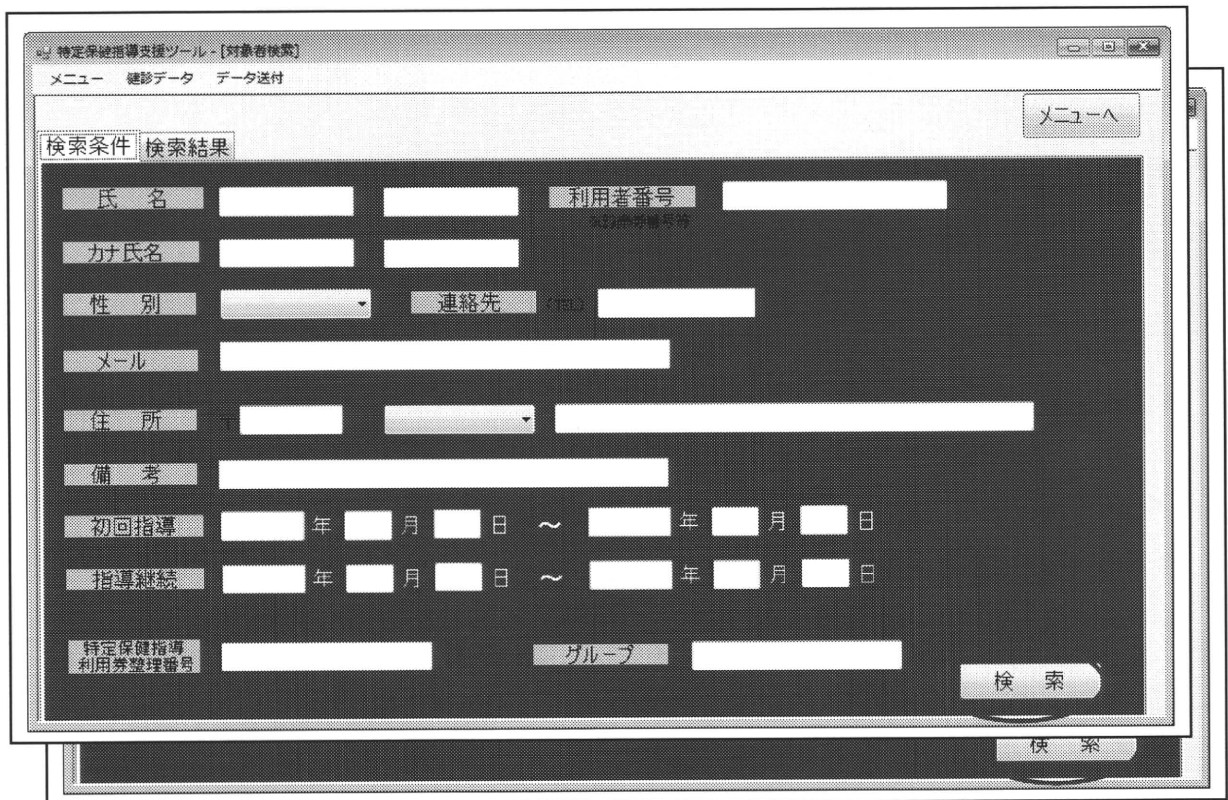 特定保健指導支援ツール - [対象者検索]
メニュー 健診データ データ送付
メニューへ
検索条件 検索結果
氏 名 利用者番号
カナ氏名
性 別 連絡先 (TEL)
メール
住 所 〒
備 考
初回指導 年 月 日 ～ 年 月 日
指導継続 年 月 日 ～ 年 月 日
特定保健指導
利用券整理番号 グループ
検 索
検 索